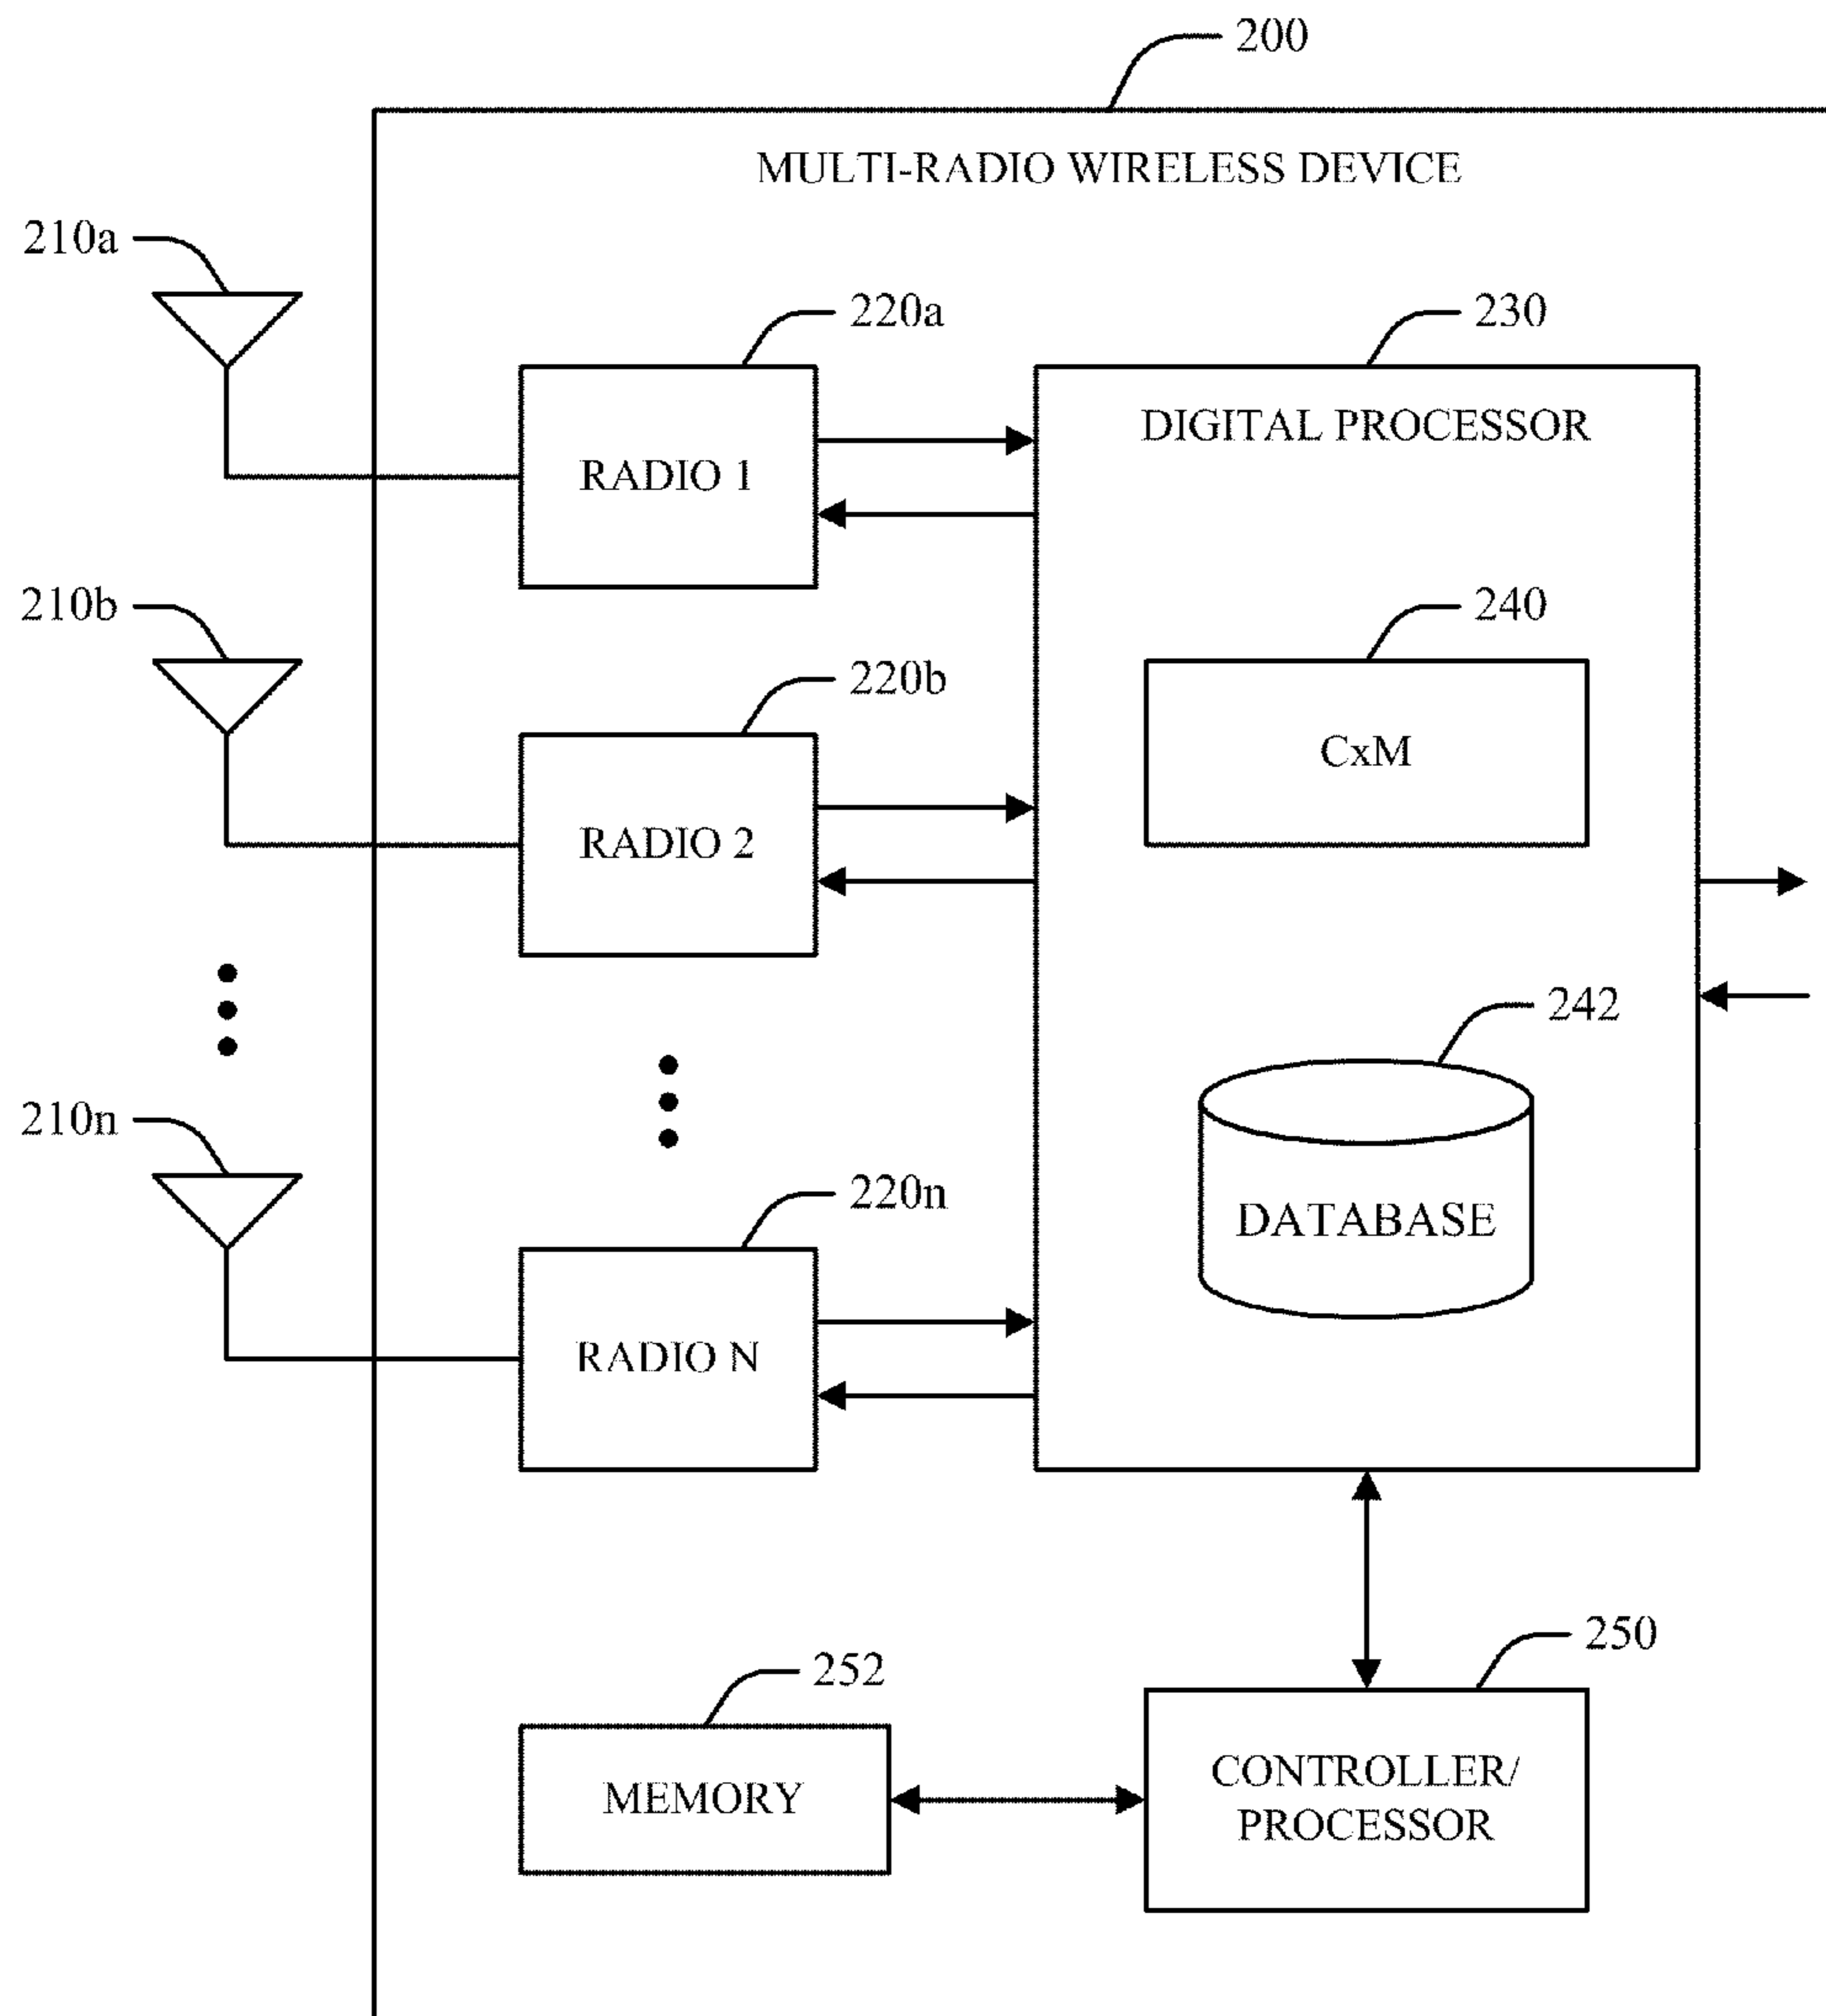 200
MULTI-RADIO WIRELESS DEVICE
210a
220a
230
DIGITAL PROCESSOR
RADIO 1
210b
240
220b
CxM
RADIO 2
242
210n
220n
DATABASE
RADIO N
250
252
CONTROLLER/
PROCESSOR
MEMORY